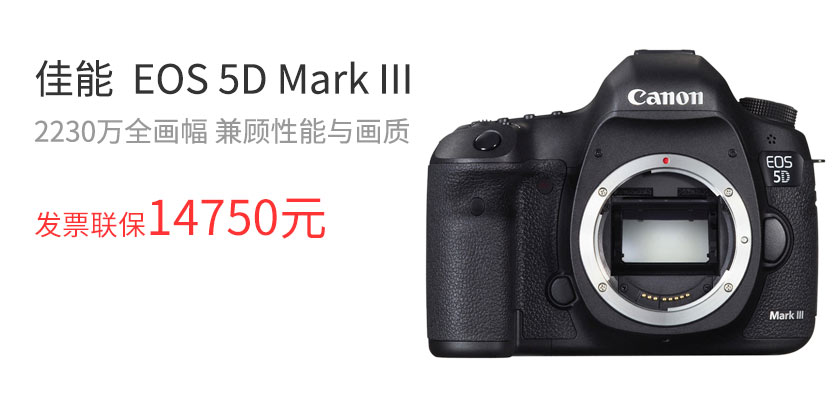 佳能 EOS 5D Mark III
2230万全画幅 兼顾性能与画质
发票联保14750元
Canon
EOS
5D
Mark III